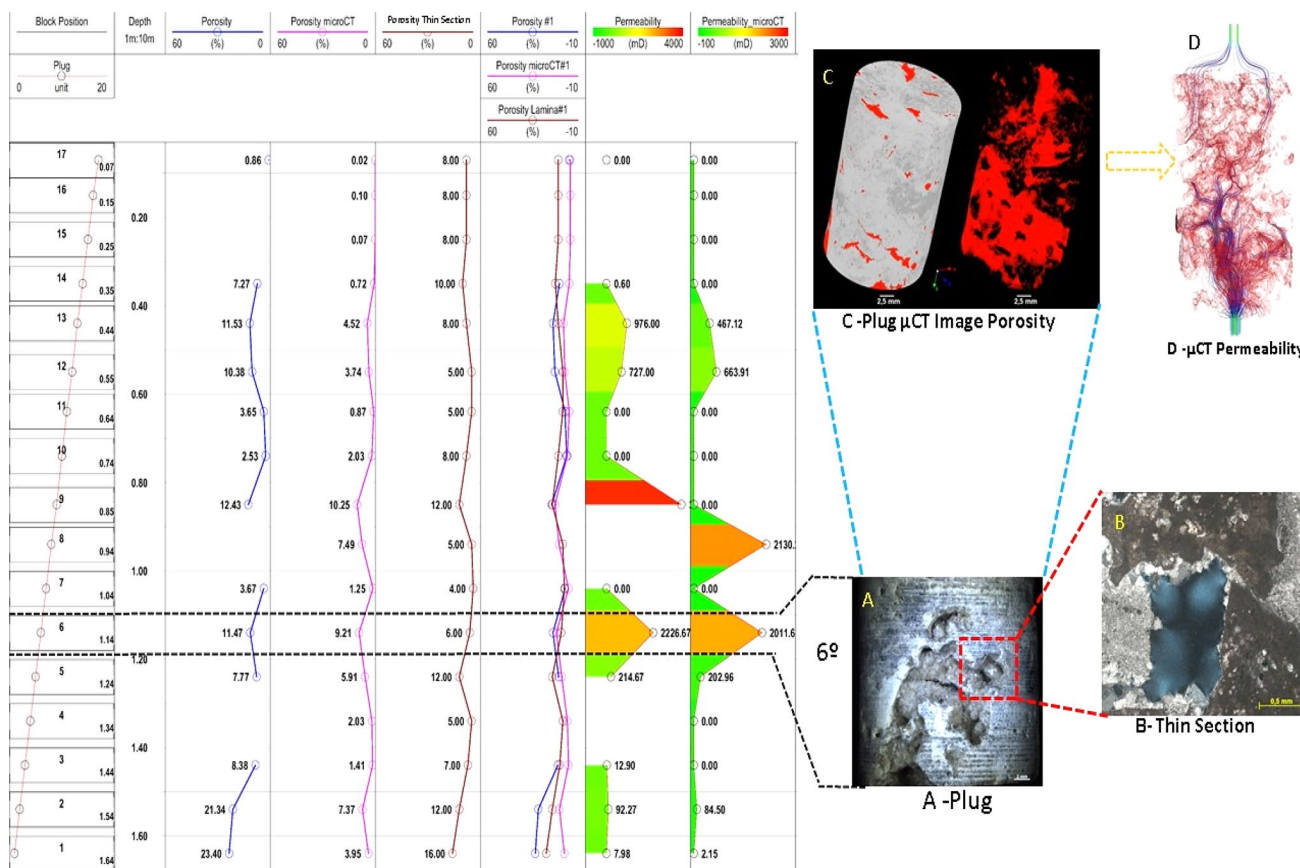 Block Position
Depth
1m:10m
Porosity
60 (%) 0
Porosity microCT
60 (%) 0
Porosity Thin Section
60 (%) 0
Porosity #1
60 (%) -10
Permeability
-1000 (mD) 4000
Permeability_microCT
-100 (mD) 3000
Plug
0 unit 20
Porosity microCT#1
60 (%) -10
Porosity Lamina#1
60 (%) -10
17 0.07 0.86 0.02 8.00 0.00 0.00
16 0.15 0.10 8.00 0.00
0.20
15 0.25 0.07 8.00 0.00
14 0.35 7.27 0.72 10.00 0.60 0.00
0.40
13 0.44 11.53 4.52 8.00 976.00 467.12
12 0.55 10.38 3.74 5.00 727.00 663.91
0.60
11 0.64 3.65 0.87 5.00 0.00 0.00
10 0.74 2.53 2.03 8.00 0.00 0.00
0.80
9 0.85 12.43 10.25 12.00 0.00
8 0.94 7.49 5.00 2130.
1.00
7 1.04 3.67 1.25 4.00 0.00 0.00
6 1.14 11.47 9.21 6.00 2226.67 2011.6
1.20
5 1.24 7.77 5.91 12.00 214.67 202.96
4 1.34 2.03 5.00 0.00
1.40
3 1.44 8.38 1.41 7.00 12.90 0.00
2 1.54 21.34 7.37 12.00 92.27 84.50
1.60
1 1.64 23.40 3.95 16.00 7.98 2.15
C
2,5 mm
2,5 mm
C -Plug µCT Image Porosity
D
D -µCT Permeability
6º
A
A -Plug
B
0,5 mm
B- Thin Section